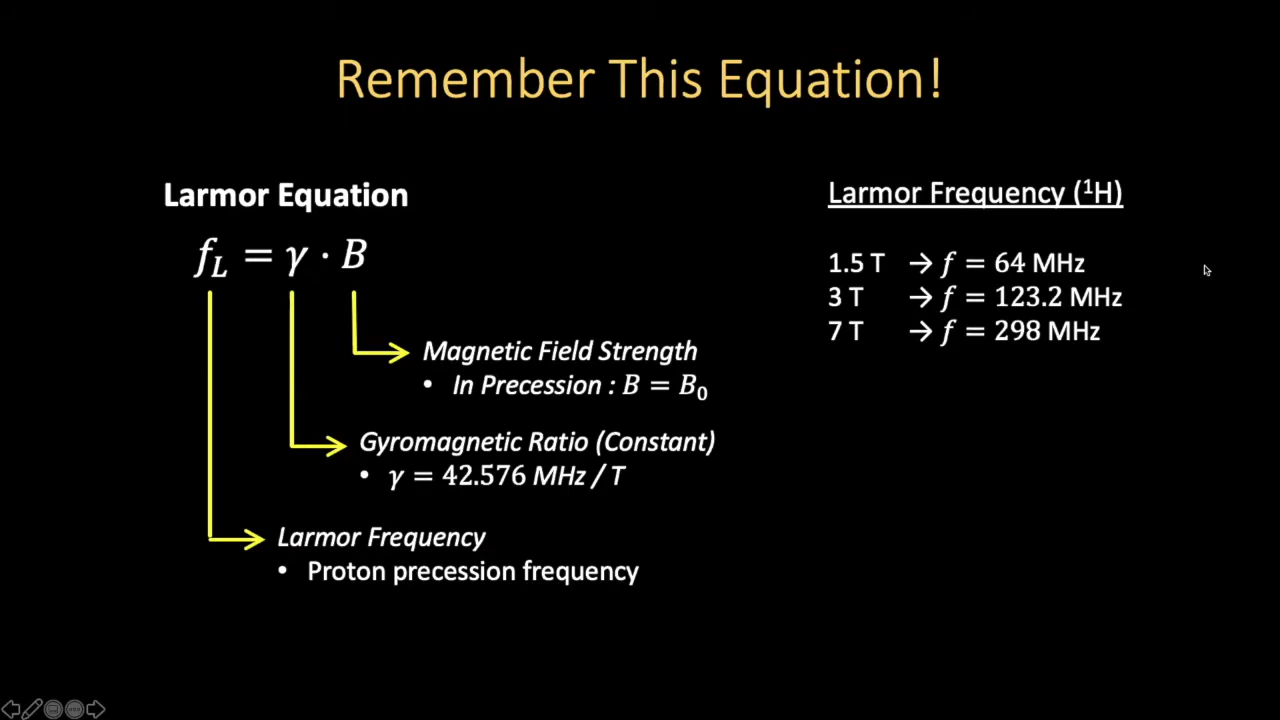 Remember This Equation!
Larmor Equation
f_L = γ · B
Magnetic Field Strength
• In Precession : B = B₀
Gyromagnetic Ratio (Constant)
• γ = 42.576 MHz / T
Larmor Frequency
• Proton precession frequency
Larmor Frequency (¹H)
1.5 T → f = 64 MHz
3 T → f = 123.2 MHz
7 T → f = 298 MHz